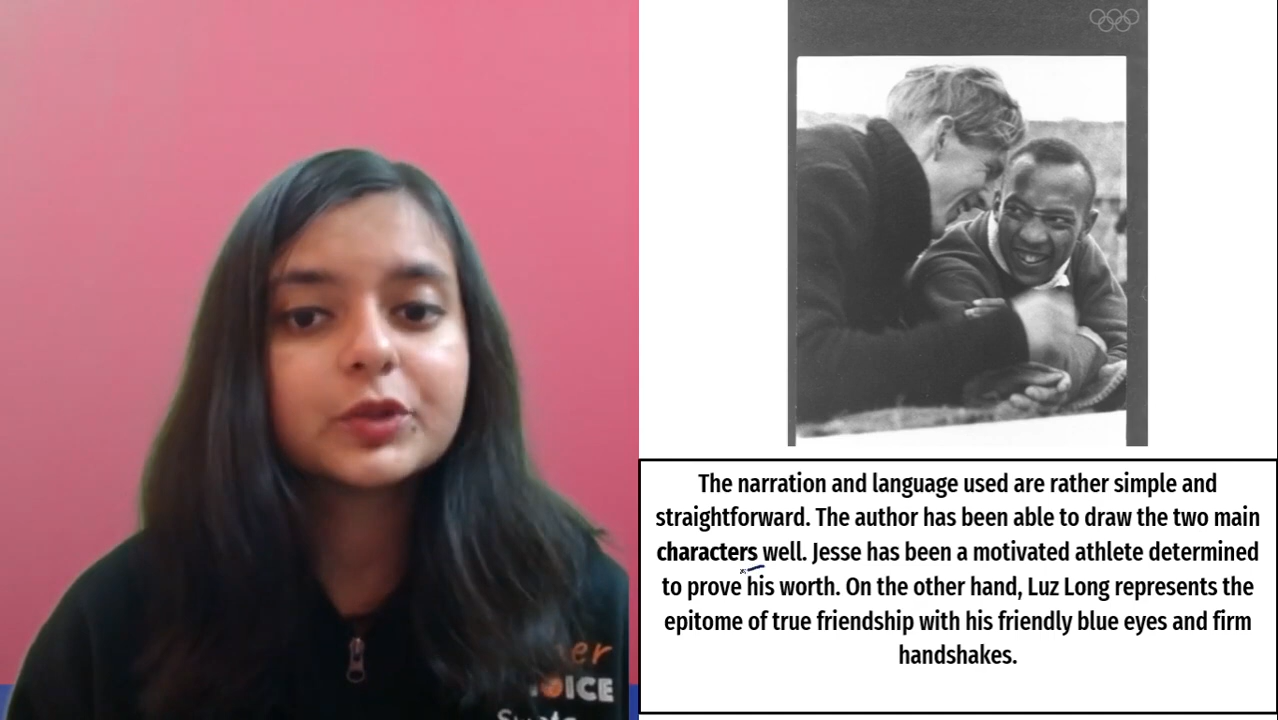 The narration and language used are rather simple and
straightforward. The author has been able to draw the two main
characters well. Jesse has been a motivated athlete determined
to prove his worth. On the other hand, Luz Long represents the
epitome of true friendship with his friendly blue eyes and firm
handshakes.